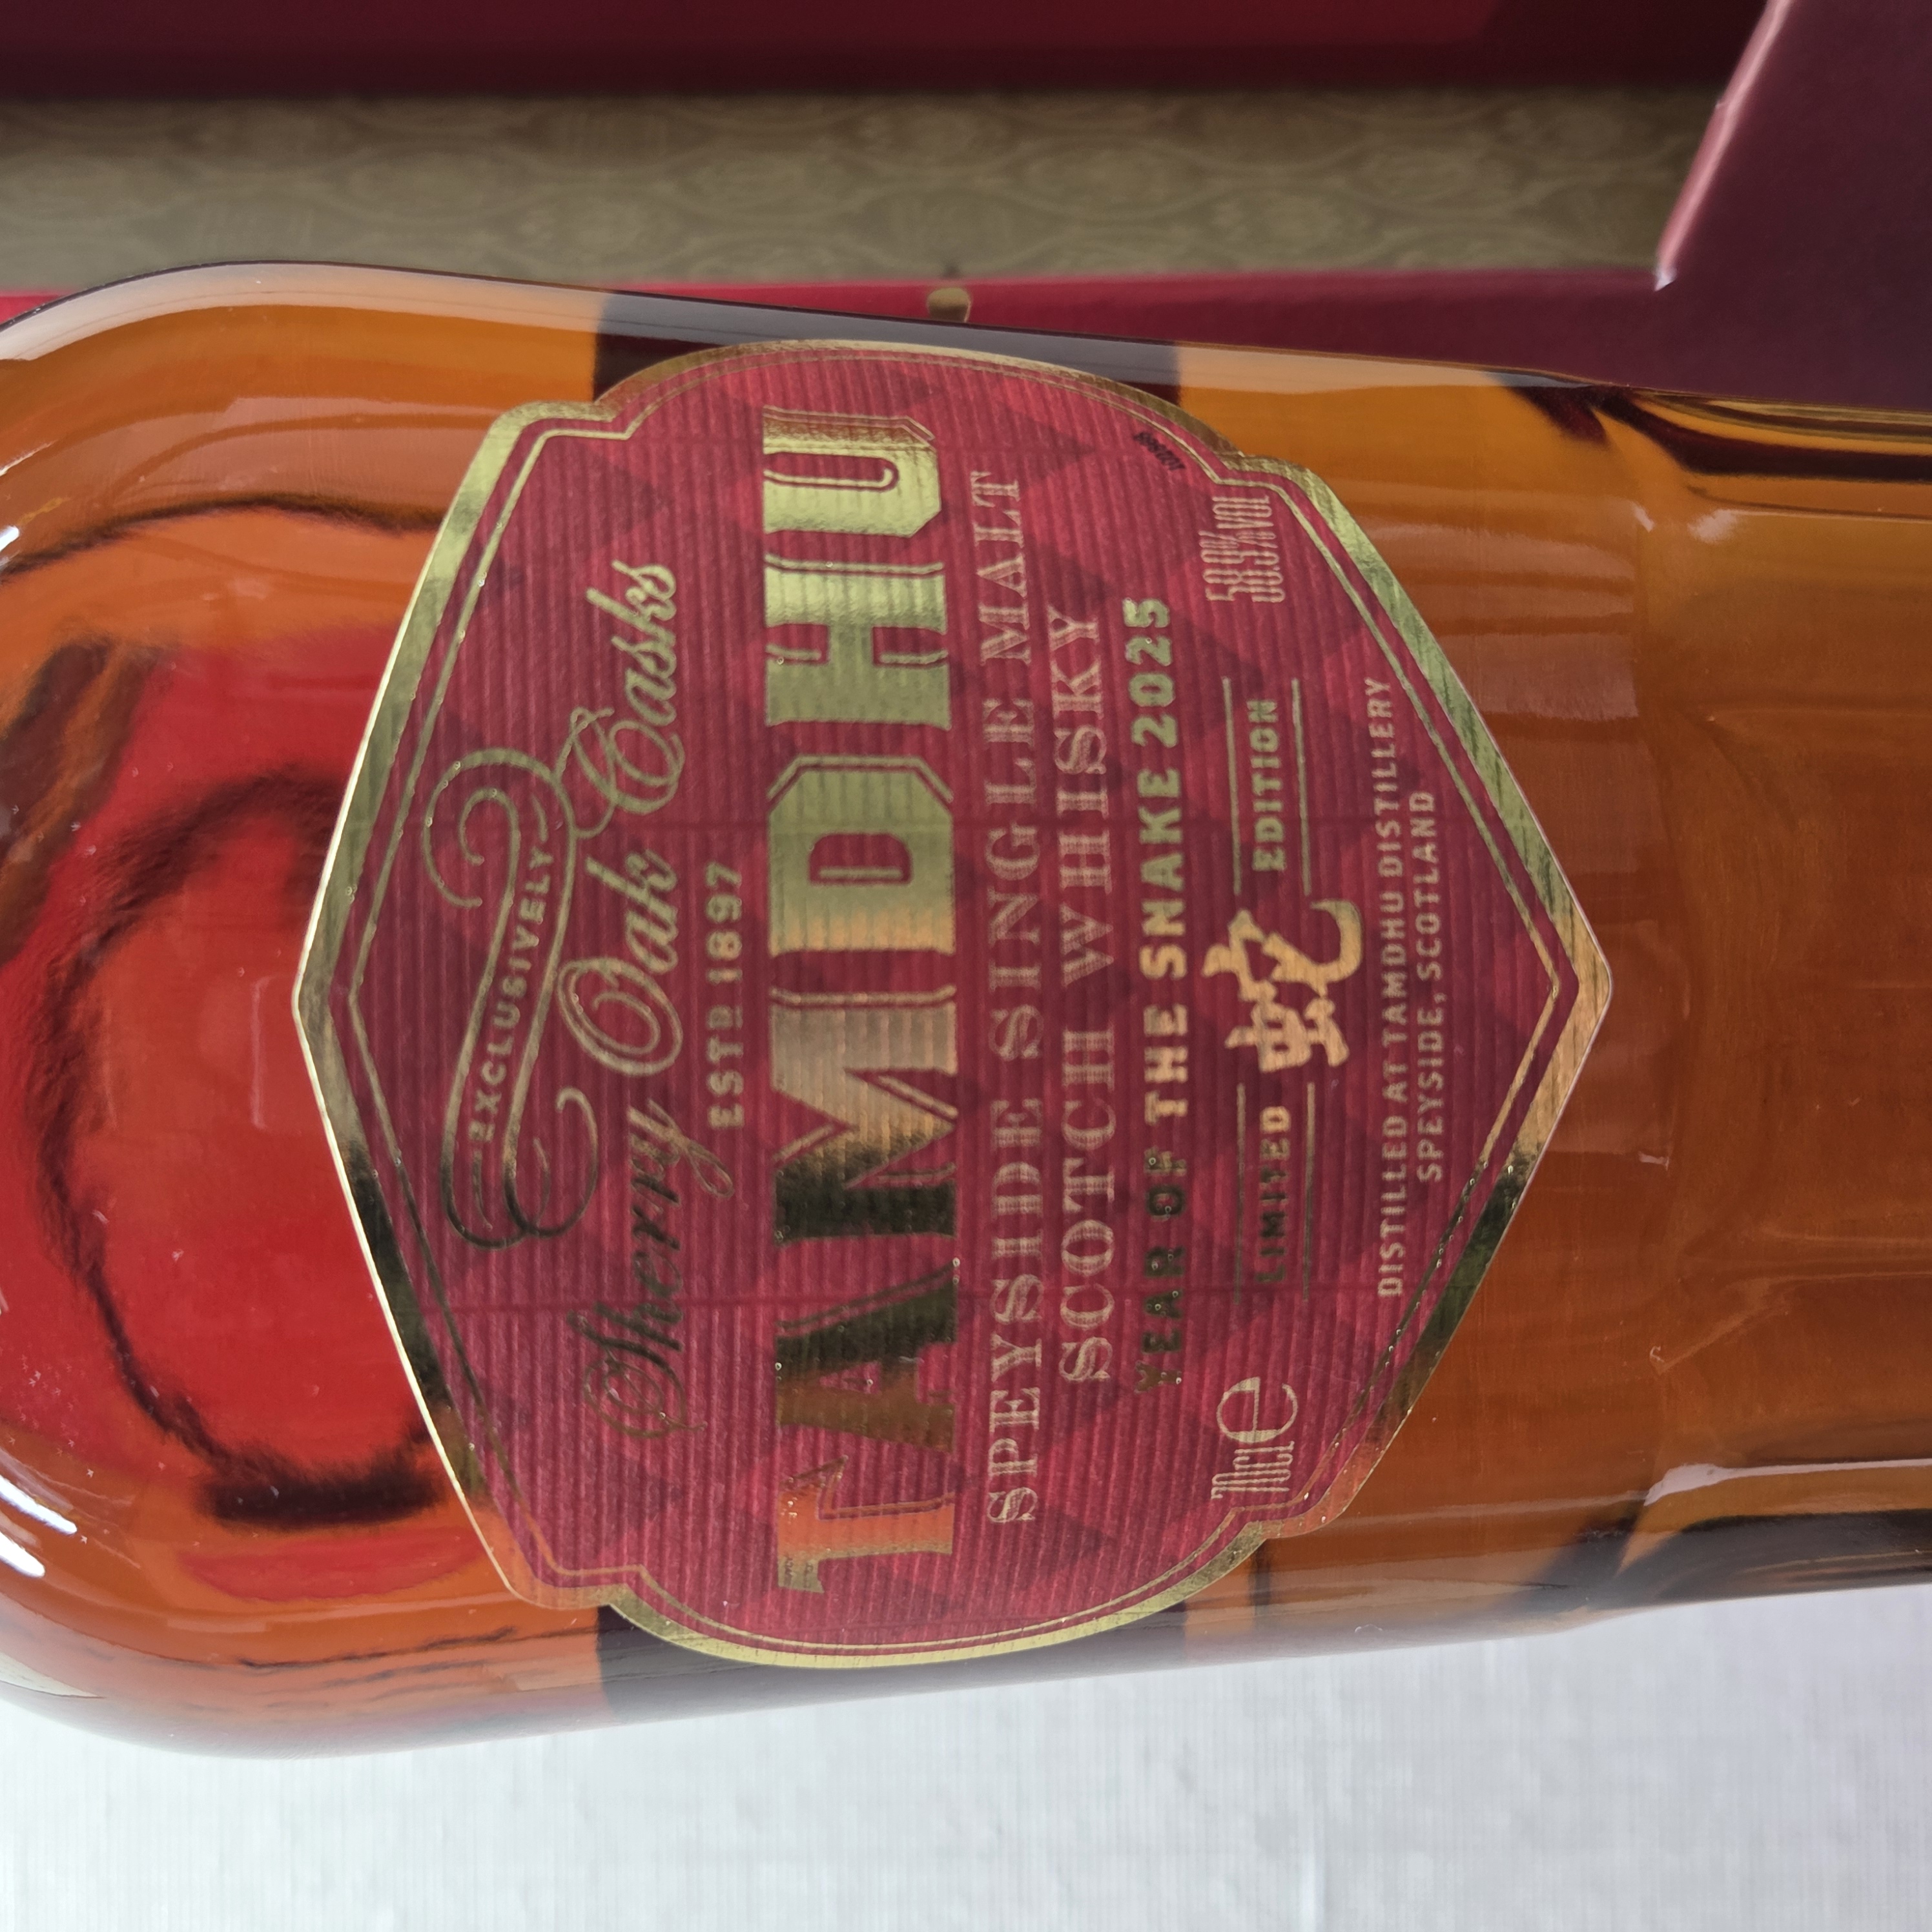 EXCLUSIVELY
Sherry Oak Casks
ESTD 1897
TAMDHU
SPEYSIDE SINGLE MALT
SCOTCH WHISKY
YEAR OF THE SNAKE 2025
70cl e LIMITED 蛇 EDITION 58.9% VOL
DISTILLED AT TAMDHU DISTILLERY
SPEYSIDE, SCOTLAND